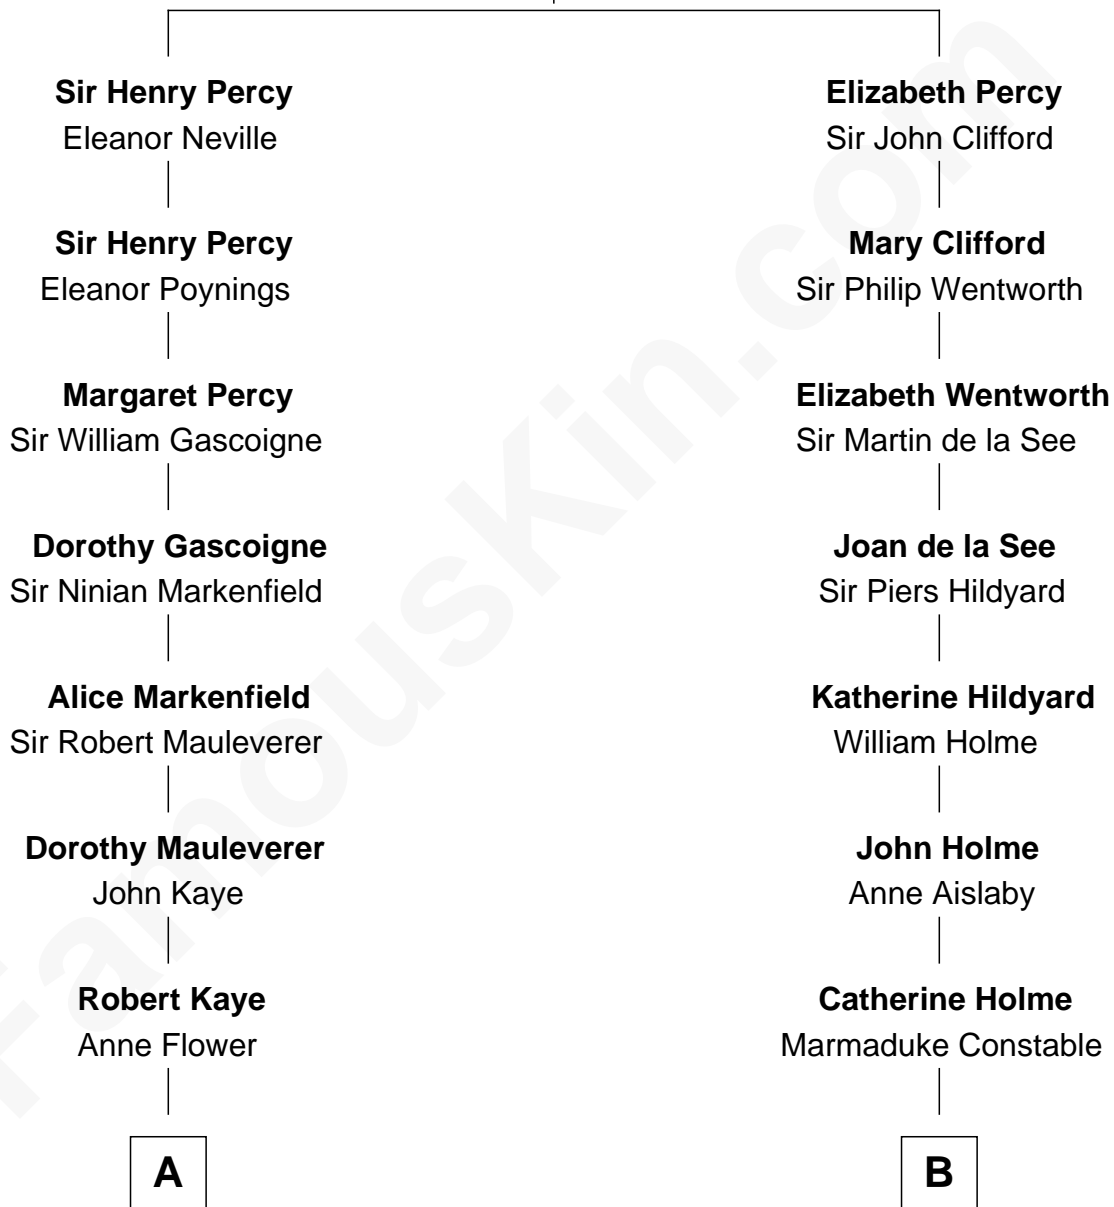 Sir Henry Percy
Eleanor Neville
Sir Henry Percy
Eleanor Poynings
Margaret Percy
Sir William Gascoigne
Dorothy Gascoigne
Sir Ninian Markenfield
Alice Markenfield
Sir Robert Mauleverer
Dorothy Mauleverer
John Kaye
Robert Kaye
Anne Flower
A
Elizabeth Percy
Sir John Clifford
Mary Clifford
Sir Philip Wentworth
Elizabeth Wentworth
Sir Martin de la See
Joan de la See
Sir Piers Hildyard
Katherine Hildyard
William Holme
John Holme
Anne Aislaby
Catherine Holme
Marmaduke Constable
B
FamousKin.com